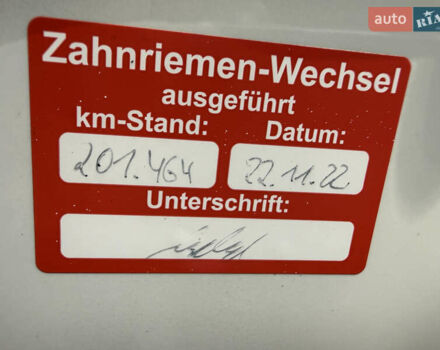 auto RIA
Zahnriemen-Wechsel
ausgeführt
km-Stand: Datum:
201.464 22.11.22
Unterschrift: